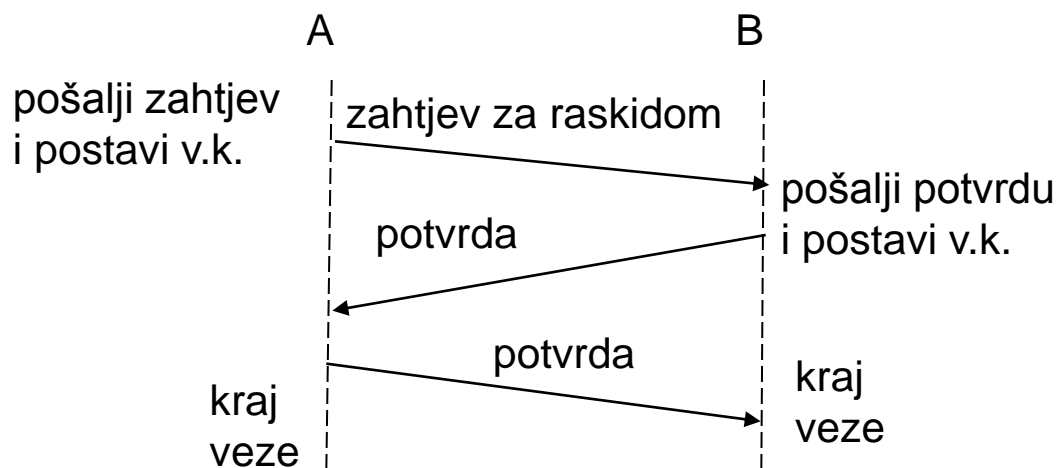 A
B
pošalji zahtjev
i postavi v.k.
zahtjev za raskidom
pošalji potvrdu
i postavi v.k.
potvrda
potvrda
kraj
veze
kraj
veze